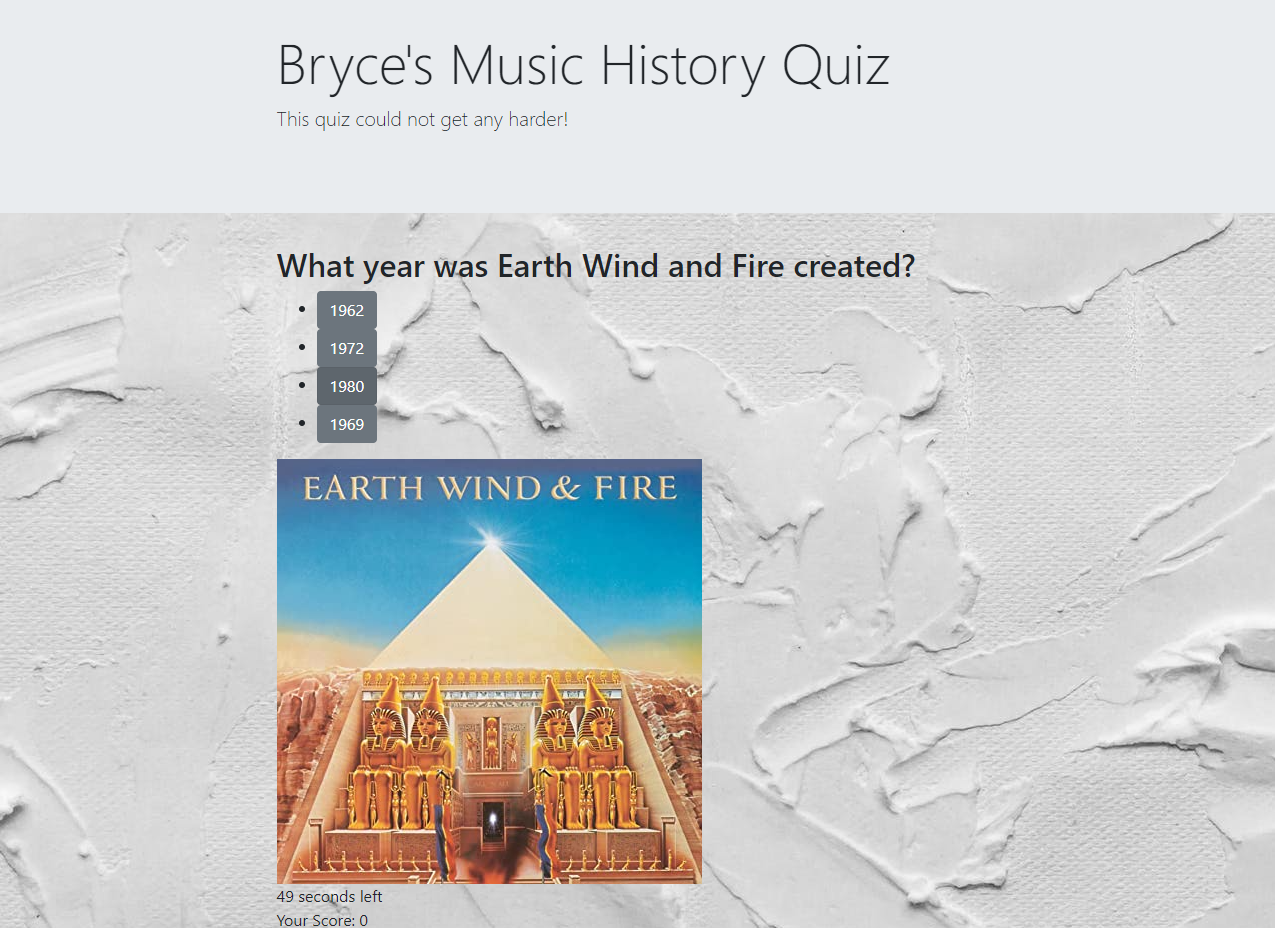 Bryce's Music History Quiz
This quiz could not get any harder!
What year was Earth Wind and Fire created?
1962
1972
1980
1969
EARTH WIND & FIRE
49 seconds left
Your Score: 0